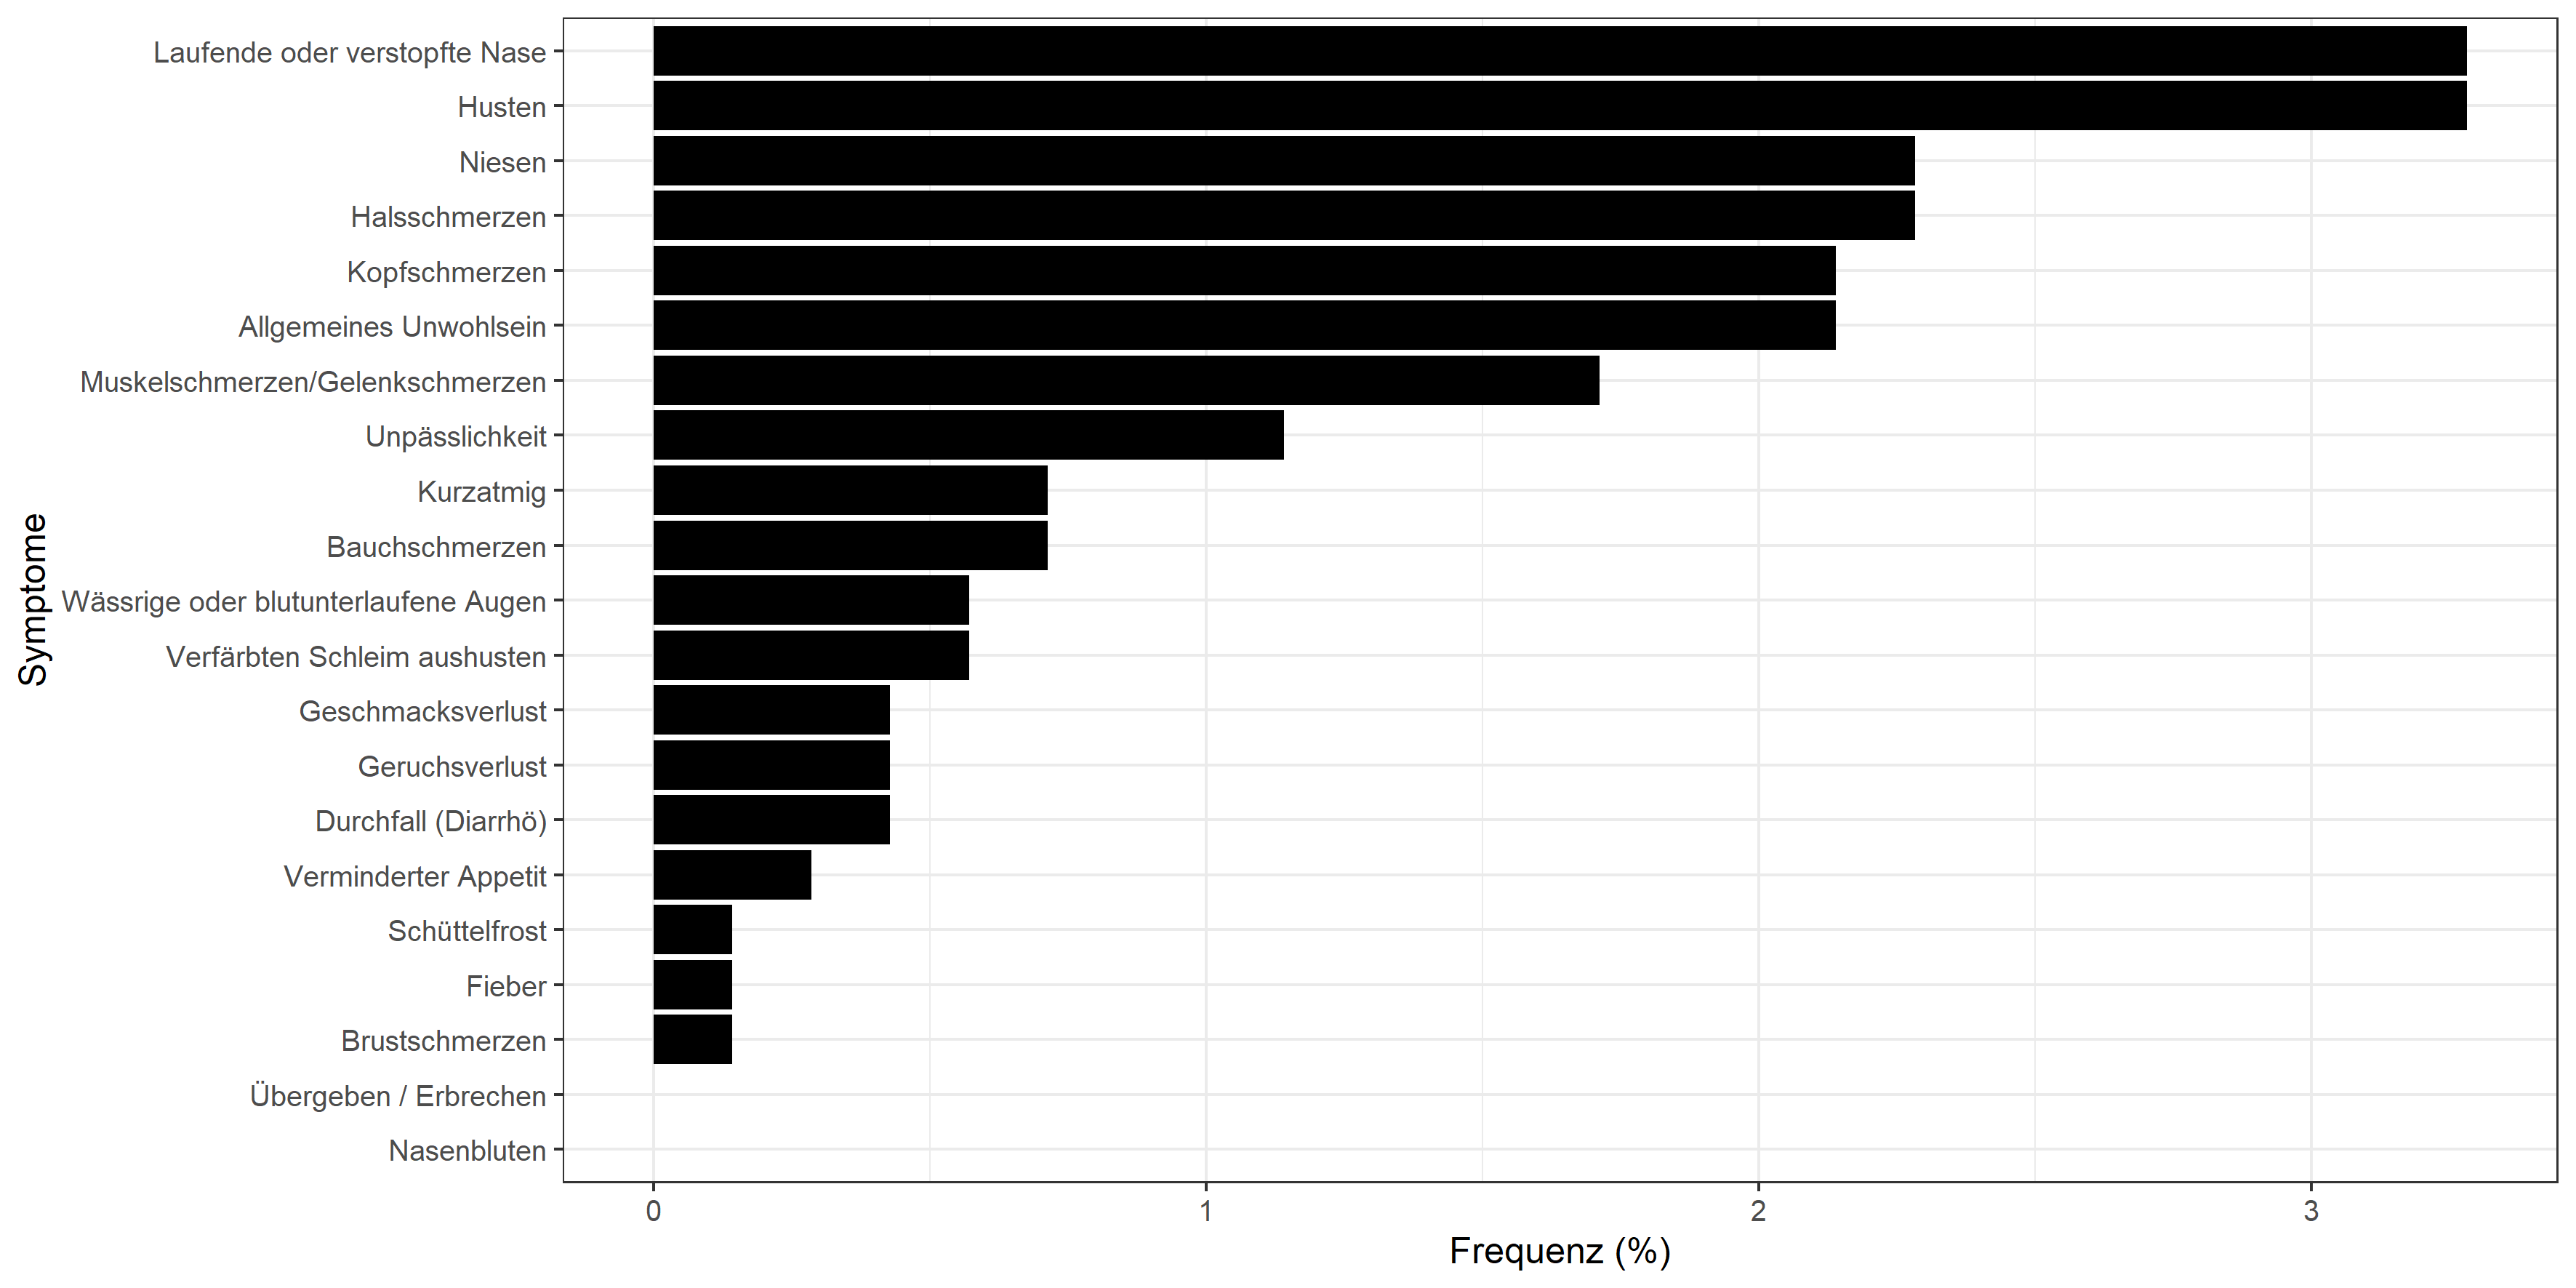 Laufende oder verstopfte Nase
Husten
Niesen
Halsschmerzen
Kopfschmerzen
Allgemeines Unwohlsein
Muskelschmerzen/Gelenkschmerzen
Unpässlichkeit
Kurzatmig
Bauchschmerzen
Wässrige oder blutunterlaufene Augen
Verfärbten Schleim aushusten
Geschmacksverlust
Geruchsverlust
Durchfall (Diarrhö)
Verminderter Appetit
Schüttelfrost
Fieber
Brustschmerzen
Übergeben / Erbrechen
Nasenbluten
Symptome
0 1 2 3
Frequenz (%)